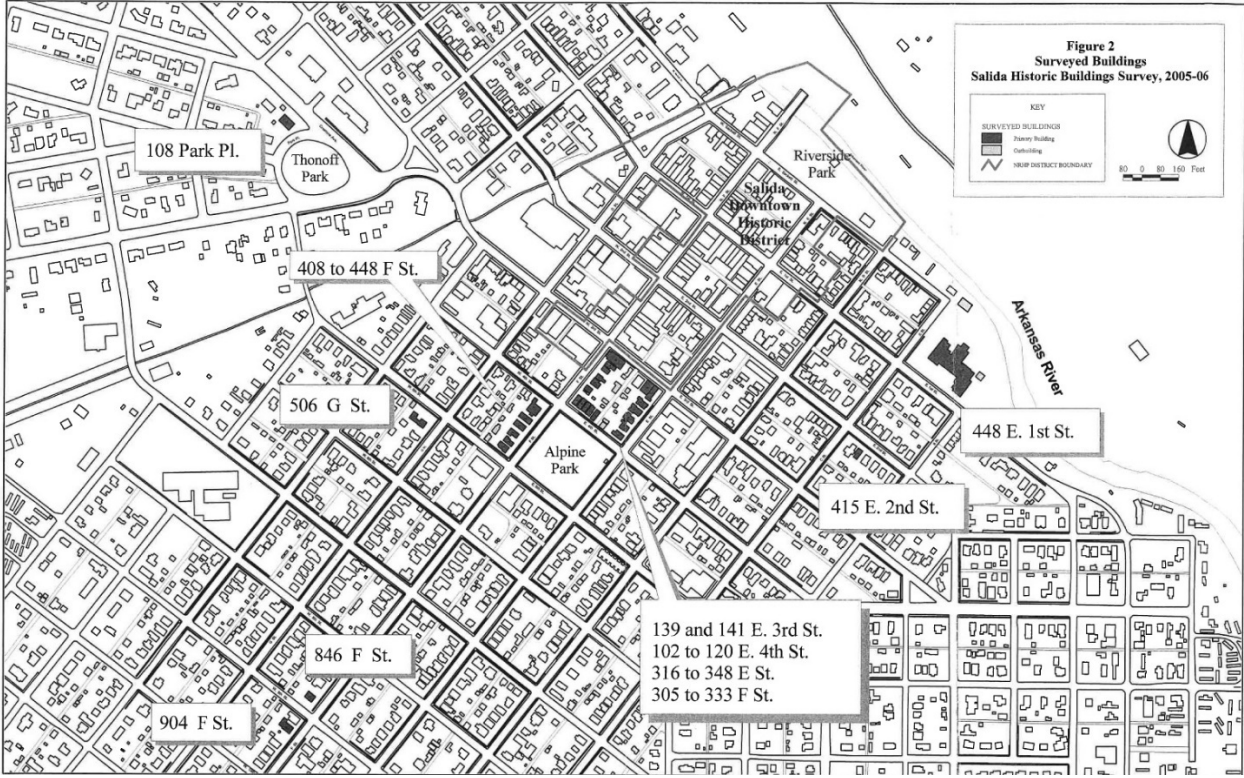 Figure 2
Surveyed Buildings
Salida Historic Buildings Survey, 2005-06
KEY
SURVEYED BUILDINGS
Primary Building
Outbuilding
NRHP DISTRICT BOUNDARY
80 0 80 160 Feet
108 Park Pl.
Thonoff
Park
Riverside
Park
Salida
Downtown
Historic
District
408 to 448 F St.
Arkansas River
506 G St.
Alpine
Park
448 E. 1st St.
415 E. 2nd St.
139 and 141 E. 3rd St.
102 to 120 E. 4th St.
316 to 348 E St.
305 to 333 F St.
846 F St.
904 F St.